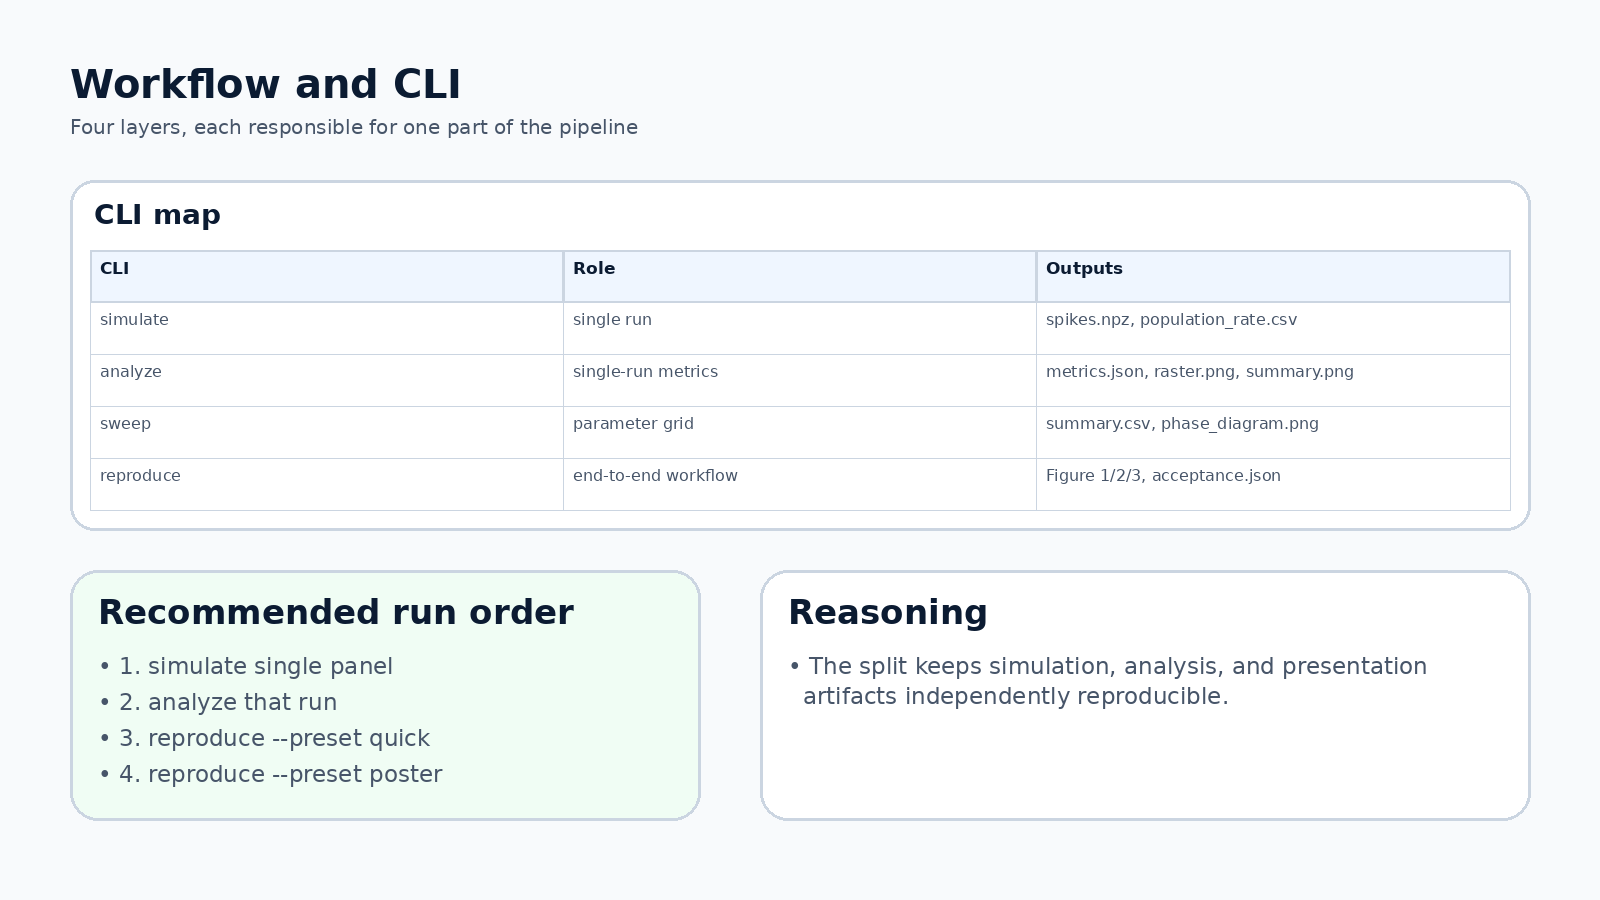 Workflow and CLI
Four layers, each responsible for one part of the pipeline
CLI map
CLI Role Outputs
simulate single run spikes.npz, population_rate.csv
analyze single-run metrics metrics.json, raster.png, summary.png
sweep parameter grid summary.csv, phase_diagram.png
reproduce end-to-end workflow Figure 1/2/3, acceptance.json
Recommended run order
• 1. simulate single panel
• 2. analyze that run
• 3. reproduce --preset quick
• 4. reproduce --preset poster
Reasoning
• The split keeps simulation, analysis, and presentation
artifacts independently reproducible.